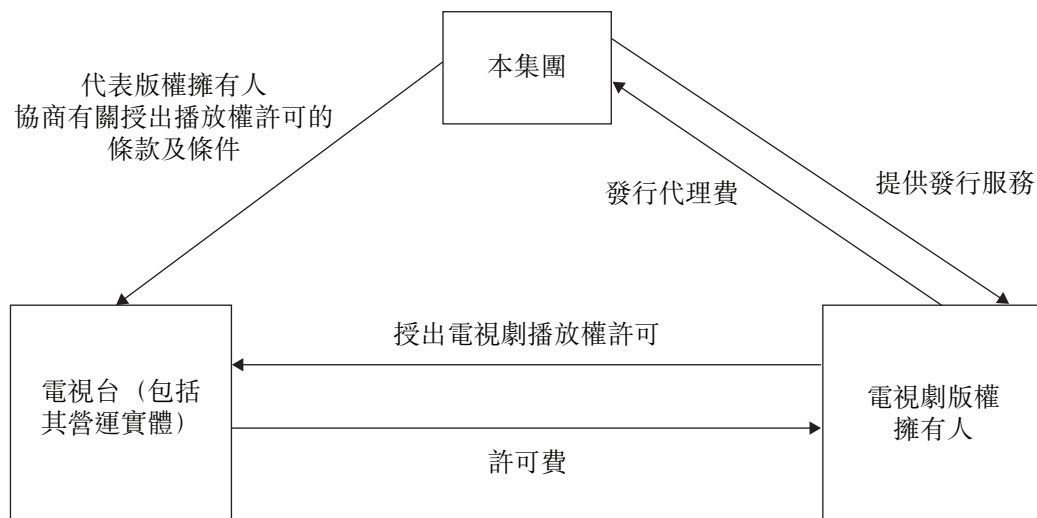 本集團
代表版權擁有人
協商有關授出播放權許可的
條款及條件
發行代理費
提供發行服務
授出電視劇播放權許可
電視台（包括
其營運實體）
電視劇版權
擁有人
許可費